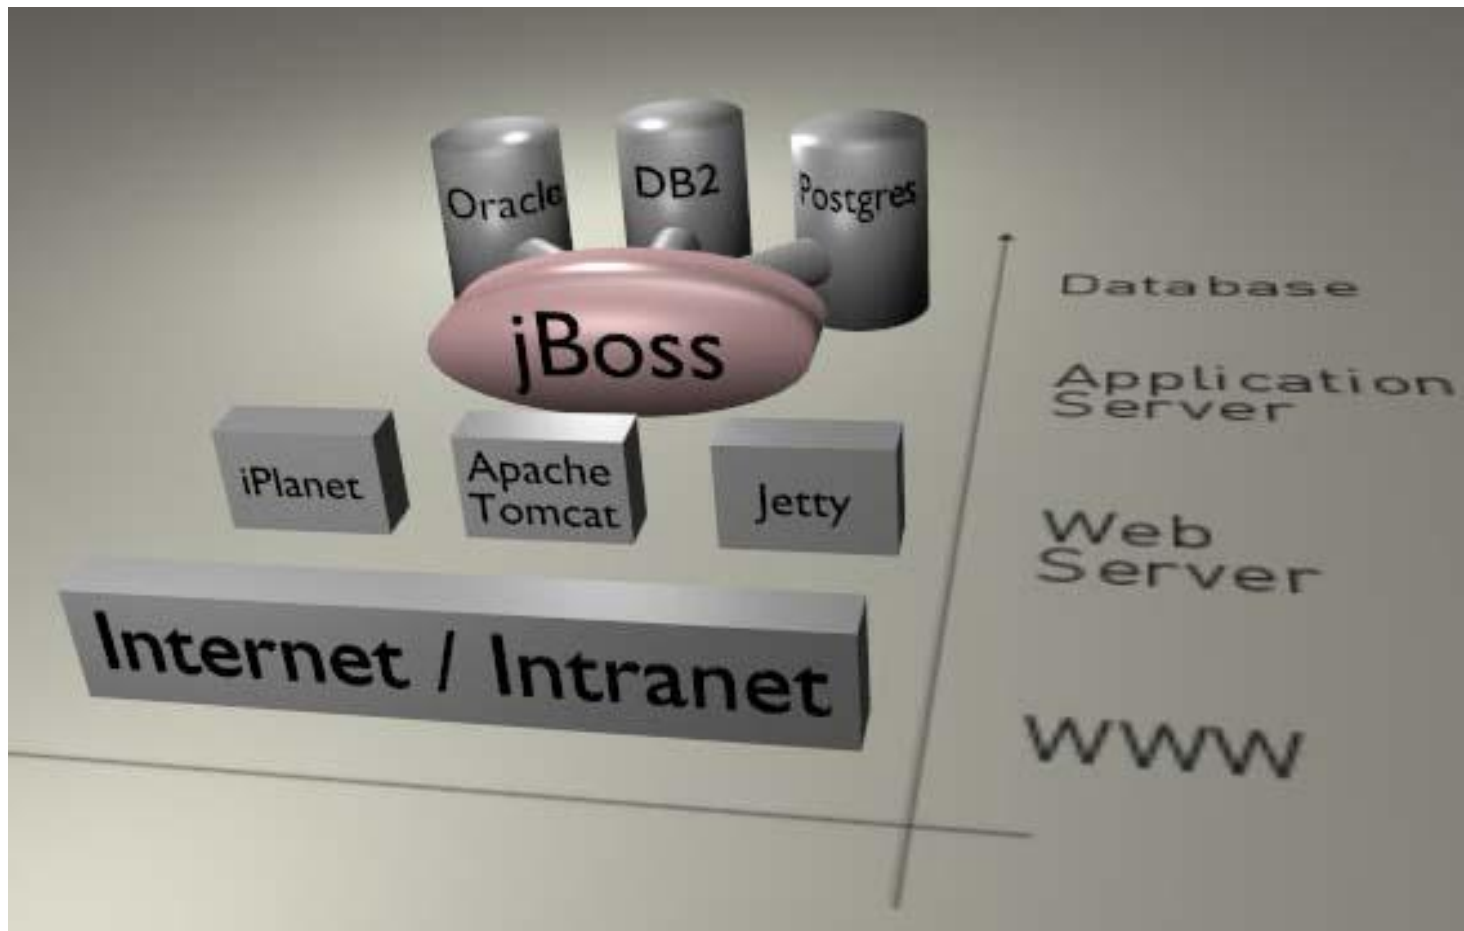 Oracle
DB2
Postgres
jBoss
iPlanet
Apache
Tomcat
Jetty
Internet / Intranet
Database
Application
Server
Web
Server
WWW